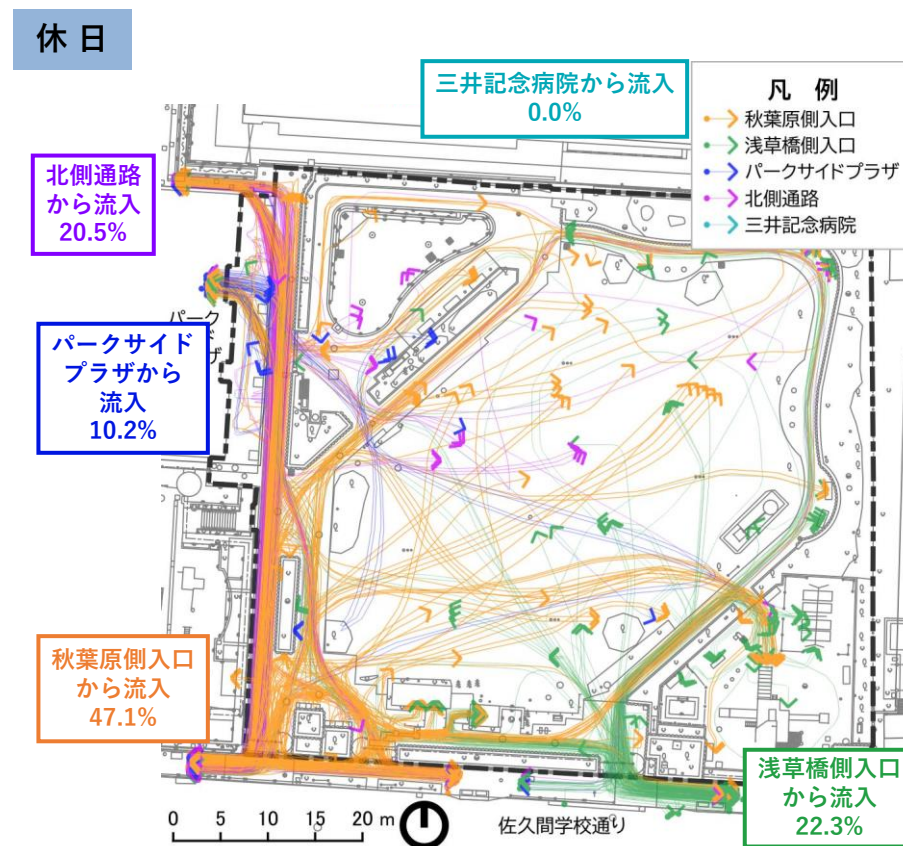 休日
三井記念病院から流入
0.0%
凡 例
秋葉原側入口
浅草橋側入口
パークサイドプラザ
北側通路
三井記念病院
北側通路
から流入
20.5%
パーク
ザ
パークサイド
プラザから
流入
10.2%
秋葉原側入口
から流入
47.1%
浅草橋側入口
から流入
22.3%
0 5 10 15 20 m
佐久間学校通り